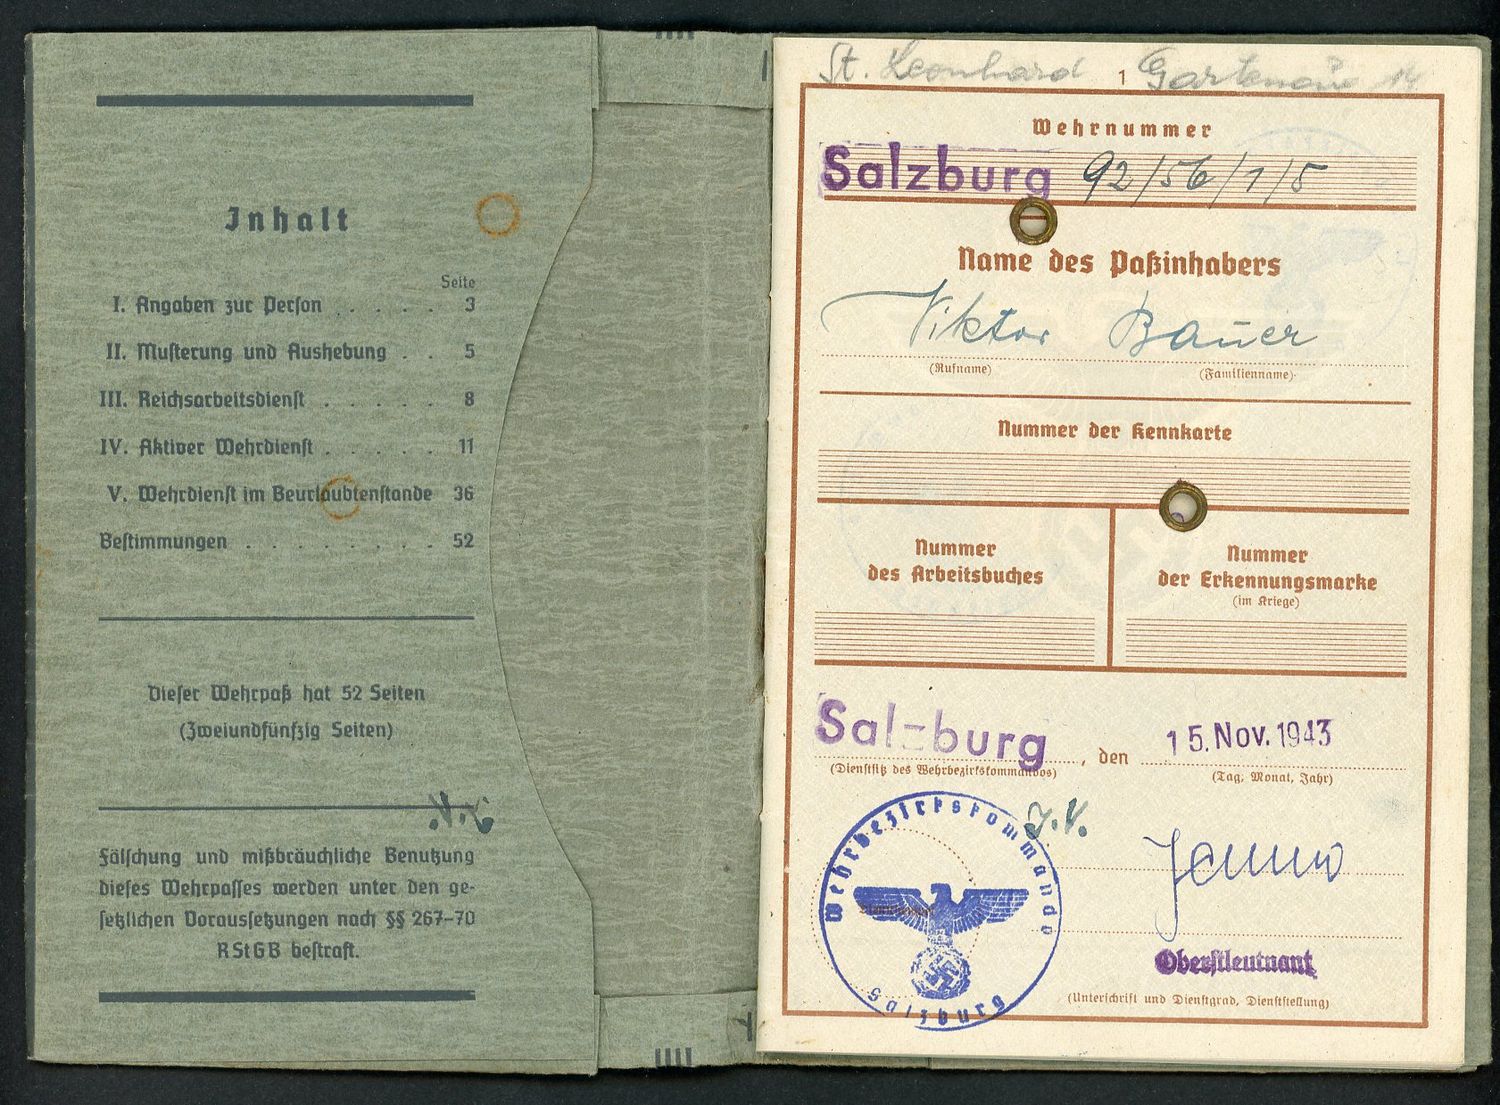 Inhalt
Seite
I. Angaben zur Person . . . . . 3
II. Musterung und Aushebung . . 5
III. Reichsarbeitsdienst . . . . . 8
IV. Aktiver Wehrdienst . . . . . 11
V. Wehrdienst im Beurlaubtenstande 36
Bestimmungen . . . . . . . . . 52
Dieser Wehrpaß hat 52 Seiten
(Zweiundfünfzig Seiten)
Fälschung und mißbräuchliche Benutzung
dieses Wehrpasses werden unter den ge-
setzlichen Voraussetzungen nach §§ 267-70
RStGB bestraft.
St. Leonhard 1 Gartenau 14
Wehrnummer
Salzburg 92/56/1/5
Name des Paßinhabers
Viktor Bauer
(Rufname) (Familienname)
Nummer der Kennkarte
Nummer
des Arbeitsbuches
Nummer
der Erkennungsmarke
(im Kriege)
Salzburg, den 15. Nov. 1943
(Dienstsitz des Wehrbezirkskommandos) (Tag, Monat, Jahr)
Wehrbezirkskommando
Salzburg
J.V.
Oberstleutnant
(Unterschrift und Dienstgrad, Dienststellung)